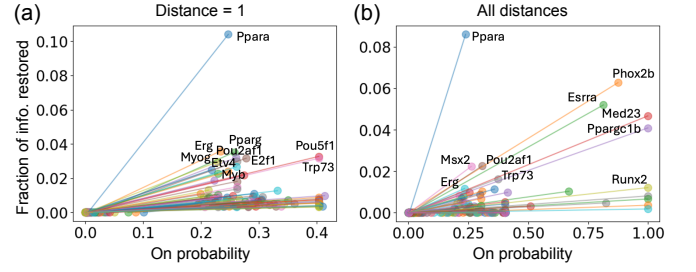 (a)
Distance = 1
Fraction of info. restored
0.10
0.08
0.06
0.04
0.02
0.00
Ppara
Pparg
Erg
Pou2af1
Myog
E2f1
Etv4
Myb
Pou5f1
Trp73
0.0 0.1 0.2 0.3 0.4
On probability
(b)
All distances
0.08
0.06
0.04
0.02
0.00
Ppara
Phox2b
Esrra
Med23
Ppargc1b
Msx2
Pou2af1
Trp73
Erg
Runx2
0.00 0.25 0.50 0.75 1.00
On probability